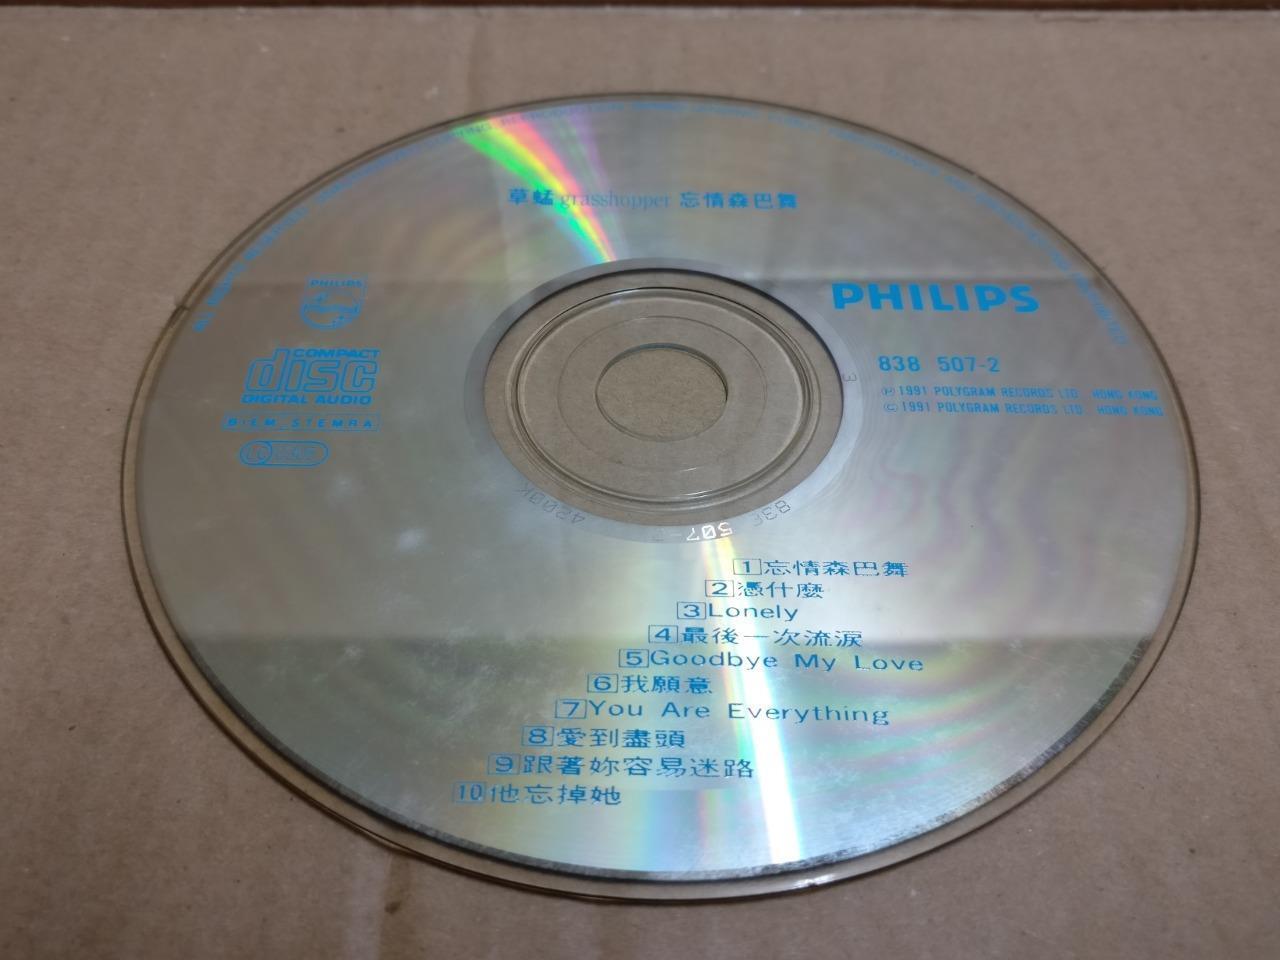 草蜢 grasshopper 忘情森巴舞
PHILIPS
PHILIPS
COMPACT
disc
DIGITAL AUDIO
BIEM_STEMRA
838 507-2
Ⓟ 1991 POLYGRAM RECORDS LTD HONG KONG
© 1991 POLYGRAM RECORDS LTD HONG KONG
1 忘情森巴舞
2 憑什麼
3 Lonely
4 最後一次流淚
5 Goodbye My Love
6 我願意
7 You Are Everything
8 愛到盡頭
9 跟著妳容易迷路
10 他忘掉她